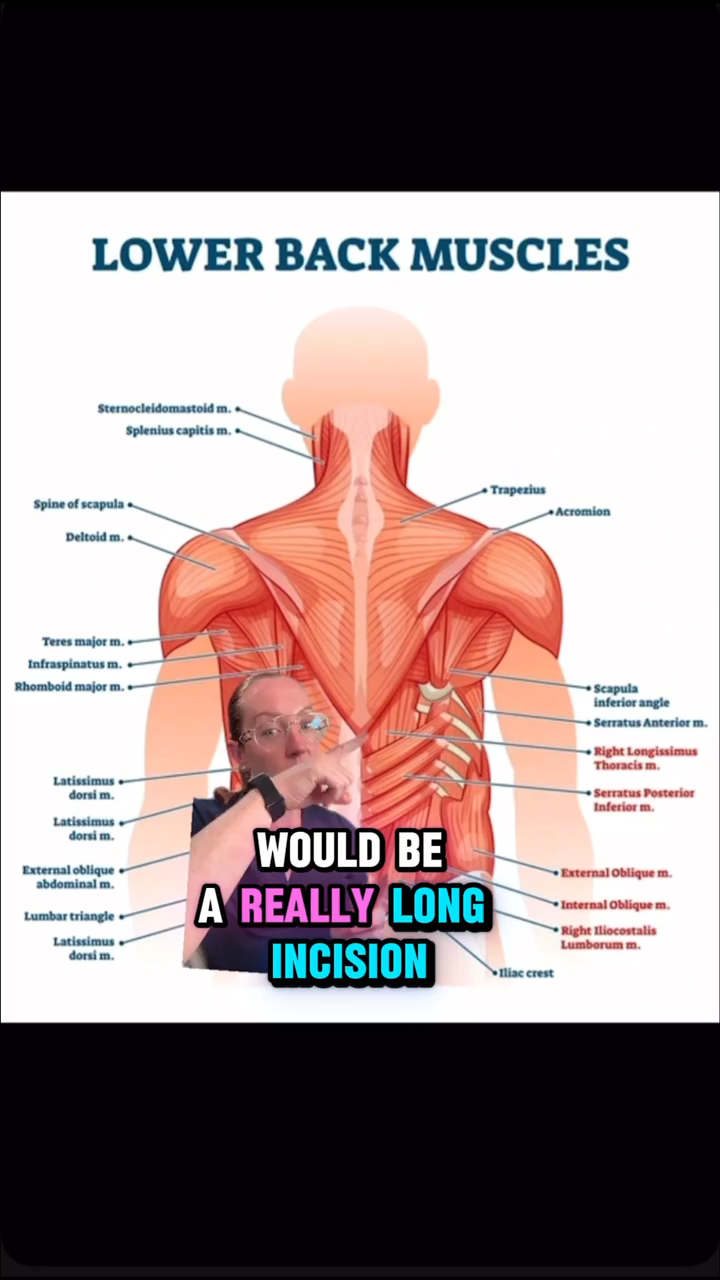 LOWER BACK MUSCLES
Sternocleidomastoid m.
Splenius capitis m.
Spine of scapula
Deltoid m.
Teres major m.
Infraspinatus m.
Rhomboid major m.
Latissimus
dorsi m.
Latissimus
dorsi m.
External oblique
abdominal m.
Lumbar triangle
Latissimus
dorsi m.
Trapezius
Acromion
Scapula
inferior angle
Serratus Anterior m.
Right Longissimus
Thoracis m.
Serratus Posterior
Inferior m.
External Oblique m.
Internal Oblique m.
Right Iliocostalis
Lumborum m.
Iliac crest
WOULD BE
A REALLY LONG
INCISION